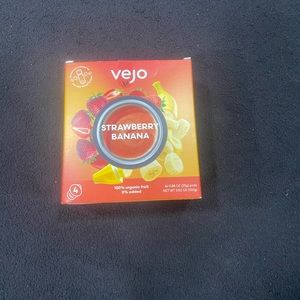 vejo
STRAWBERRY
BANANA
4
100% organic fruit
0% added